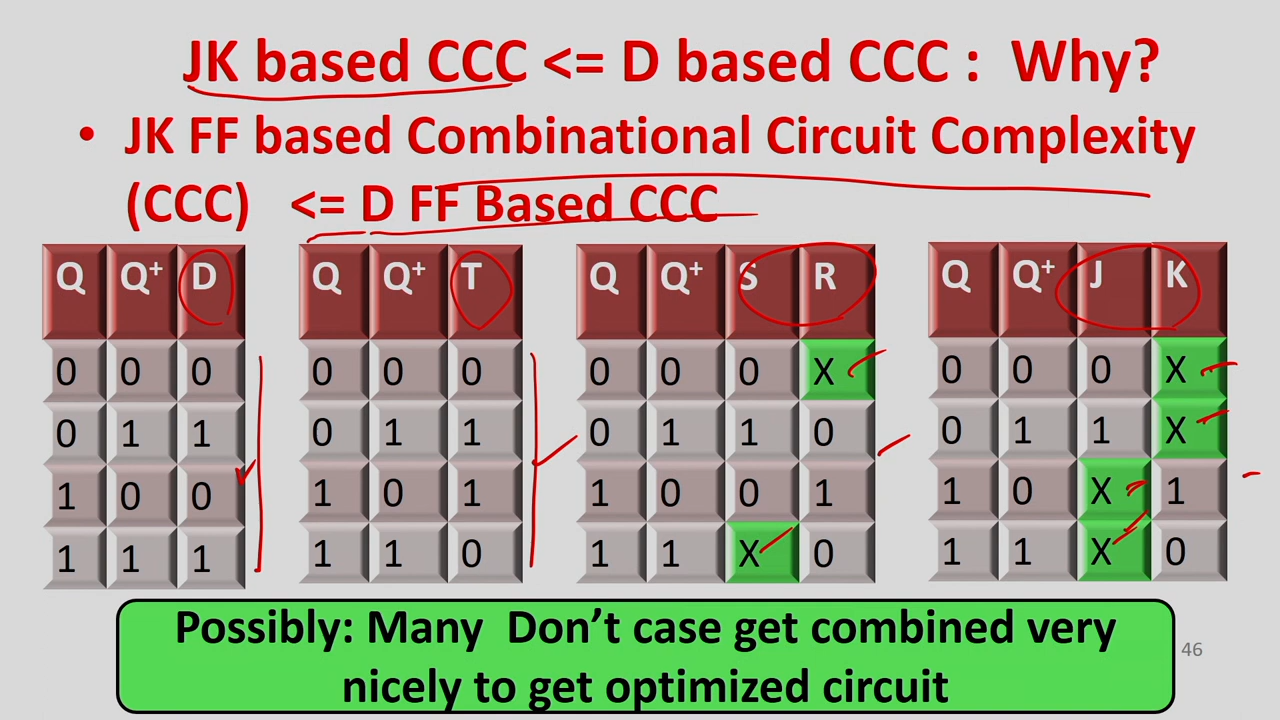 JK based CCC <= D based CCC : Why?
• JK FF based Combinational Circuit Complexity
(CCC) <= D FF Based CCC
Q Q+ D
0 0 0
0 1 1
1 0 0
1 1 1
Q Q+ T
0 0 0
0 1 1
1 0 1
1 1 0
Q Q+ S R
0 0 0 X
0 1 1 0
1 0 0 1
1 1 X 0
Q Q+ J K
0 0 0 X
0 1 1 X
1 0 X 1
1 1 X 0
Possibly: Many Don’t case get combined very
nicely to get optimized circuit
46